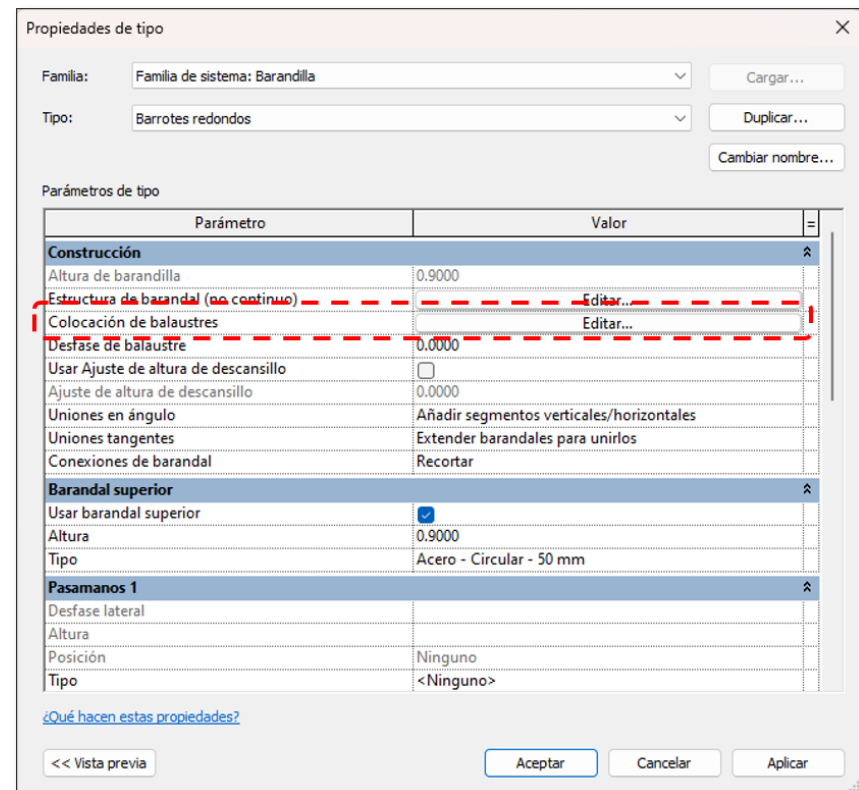 Propiedades de tipo
Familia: Familia de sistema: Barandilla Cargar...
Tipo: Barrotes redondos Duplicar...
Cambiar nombre...
Parámetros de tipo
Parámetro Valor =
Construcción
Altura de barandilla 0.9000
Estructura de barandal (no continuo) Editar...
Colocación de balaustres Editar...
Desfase de balaustre 0.0000
Usar Ajuste de altura de descansillo
Ajuste de altura de descansillo 0.0000
Uniones en ángulo Añadir segmentos verticales/horizontales
Uniones tangentes Extender barandales para unirlos
Conexiones de barandal Recortar
Barandal superior
Usar barandal superior
Altura 0.9000
Tipo Acero - Circular - 50 mm
Pasamanos 1
Desfase lateral
Altura
Posición Ninguno
Tipo <Ninguno>
¿Qué hacen estas propiedades?
<< Vista previa Aceptar Cancelar Aplicar